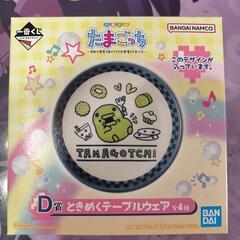 一番くじ
たまごっち
BANDAI NAMCO
このデザインが
入っています。
TAMAGOTCHI
D賞 ときめくテーブルウェア 全4種
BAN
DAI